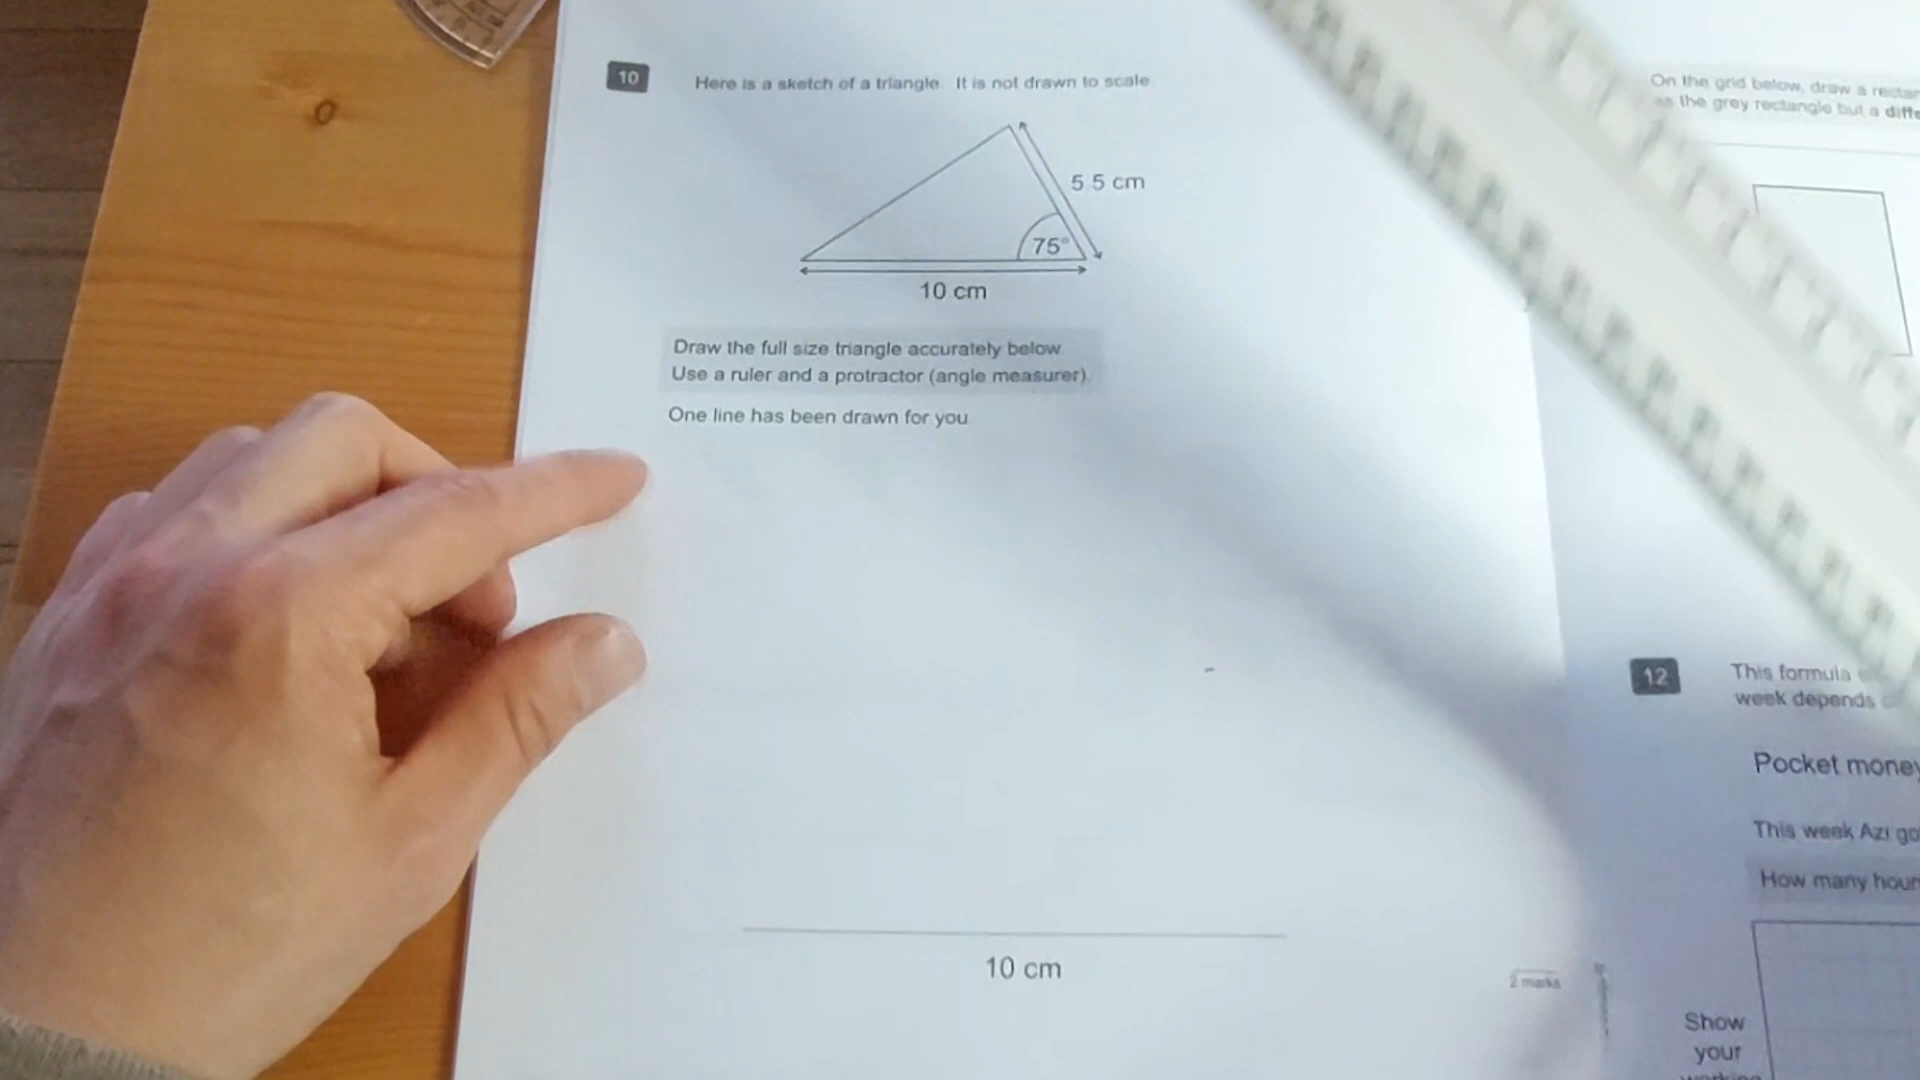 10
Here is a sketch of a triangle. It is not drawn to scale.
5.5 cm
75°
10 cm
Draw the full size triangle accurately below.
Use a ruler and a protractor (angle measurer).
One line has been drawn for you.
10 cm
2 marks
On the grid below, draw a
the grey rectangle but a
12
This formula
week depends
Pocket money
This week Azi
How many
Show
your